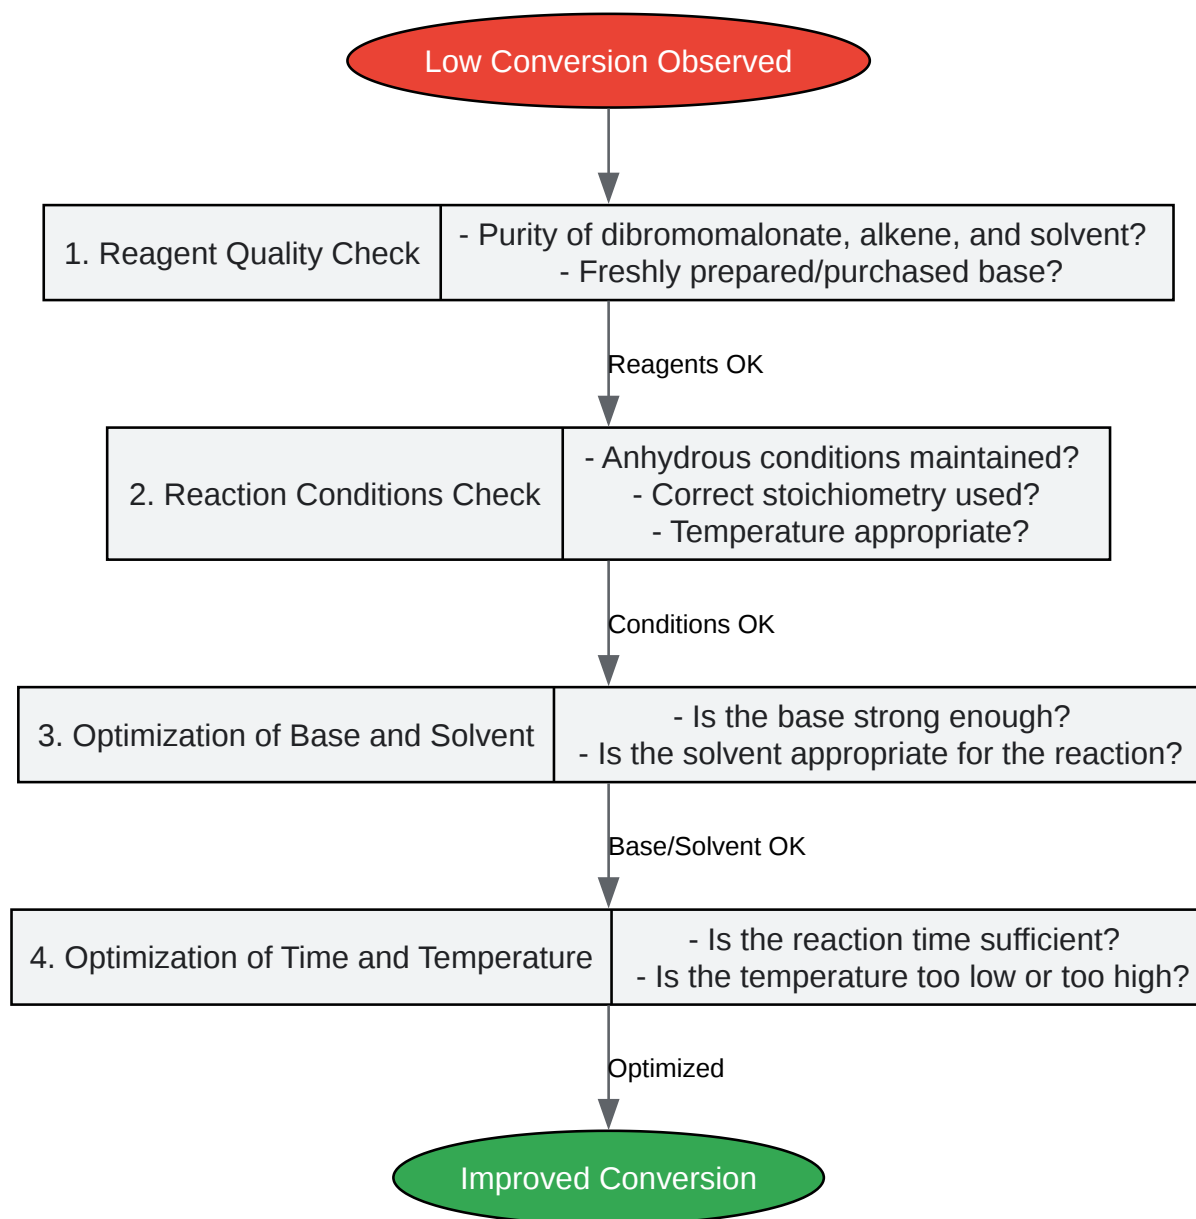 Low Conversion Observed
1. Reagent Quality Check
- Purity of dibromomalonate, alkene, and solvent?
- Freshly prepared/purchased base?
Reagents OK
2. Reaction Conditions Check
- Anhydrous conditions maintained?
- Correct stoichiometry used?
- Temperature appropriate?
Conditions OK
3. Optimization of Base and Solvent
- Is the base strong enough?
- Is the solvent appropriate for the reaction?
Base/Solvent OK
4. Optimization of Time and Temperature
- Is the reaction time sufficient?
- Is the temperature too low or too high?
Optimized
Improved Conversion